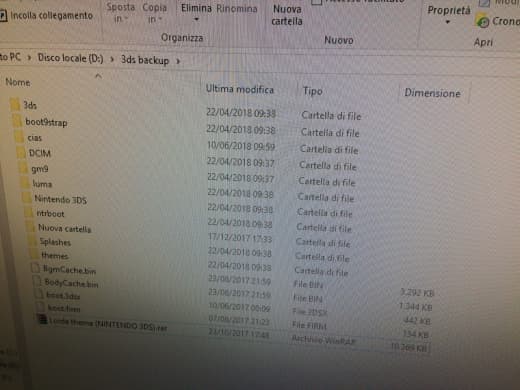 Incolla collegamento
Sposta Copia Elimina Rinomina Nuova
in in cartella
Proprietà
Crono
Organizza Nuovo Apri
to PC > Disco locale (D:) > 3ds backup >
Nome Ultima modifica Tipo Dimensione
3ds 22/04/2018 09:38 Cartella di file
boot9strap 22/04/2018 09:38 Cartella di file
cias 10/06/2018 09:59 Cartella di file
DCIM 22/04/2018 09:37 Cartella di file
gm9 22/04/2018 09:37 Cartella di file
luma 22/04/2018 09:38 Cartella di file
Nintendo 3DS 22/04/2018 09:38 Cartella di file
ntrboot 22/04/2018 09:38 Cartella di file
Nuova cartella 17/12/2017 17:33 Cartella di file
Splashes 22/04/2018 09:38 Cartella di file
themes 22/04/2018 09:38 Cartella di file
BgmCache.bin 23/08/2017 21:59 File BIN 3.292 KB
BodyCache.bin 23/08/2017 21:59 File BIN 1.344 KB
boot.3dsx 10/06/2017 File 3DSX 442 KB
boot.firm 07/08/2017 21:23 File FIRM 154 KB
Lorde thema (NINTENDO 3DS).rar 23/10/2017 17:48 Archivio WinRAR 10.369 KB